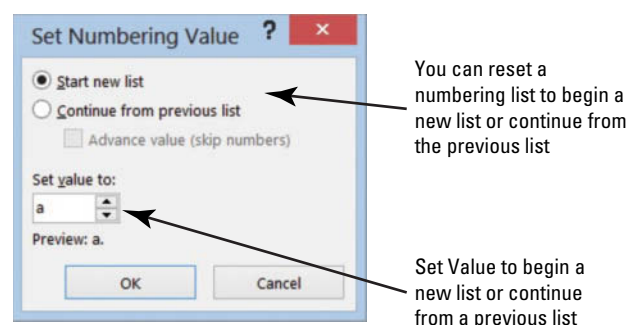 Set Numbering Value ? ×
Start new list
Continue from previous list
Advance value (skip numbers)
Set value to:
a
Preview: a.
OK Cancel
You can reset a
numbering list to begin a
new list or continue from
the previous list
Set Value to begin a
new list or continue
from a previous list